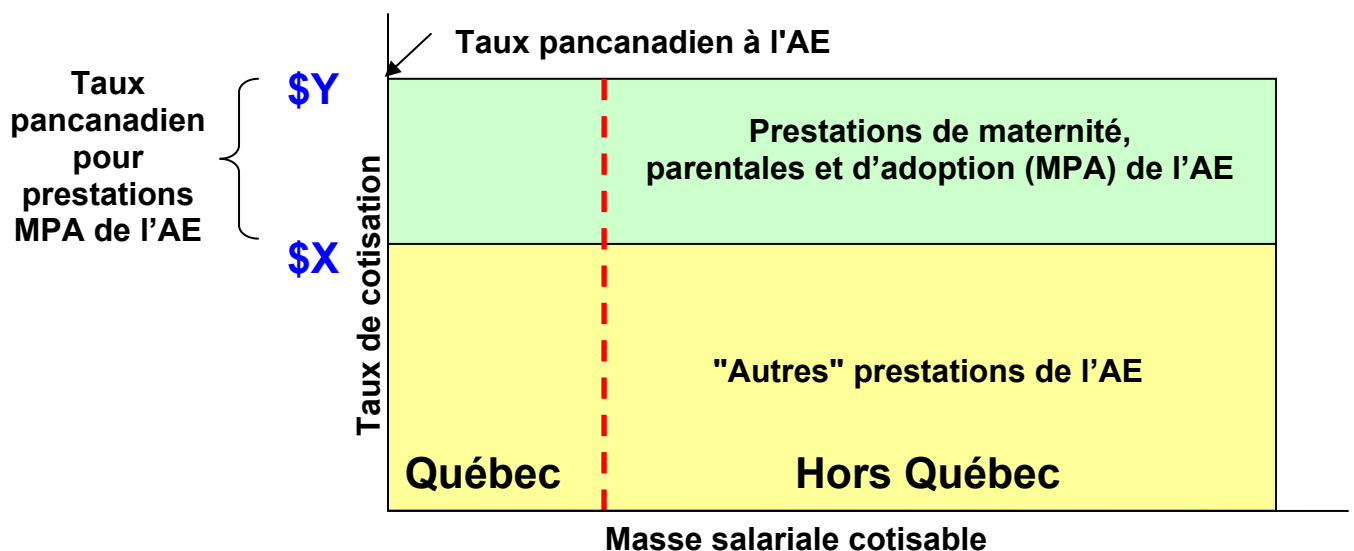 Taux pancanadien à l'AE
Taux
pancanadien
pour
prestations
MPA de l’AE
$Y
$X
Taux de cotisation
Prestations de maternité,
parentales et d’adoption (MPA) de l’AE
"Autres" prestations de l’AE
Québec
Hors Québec
Masse salariale cotisable